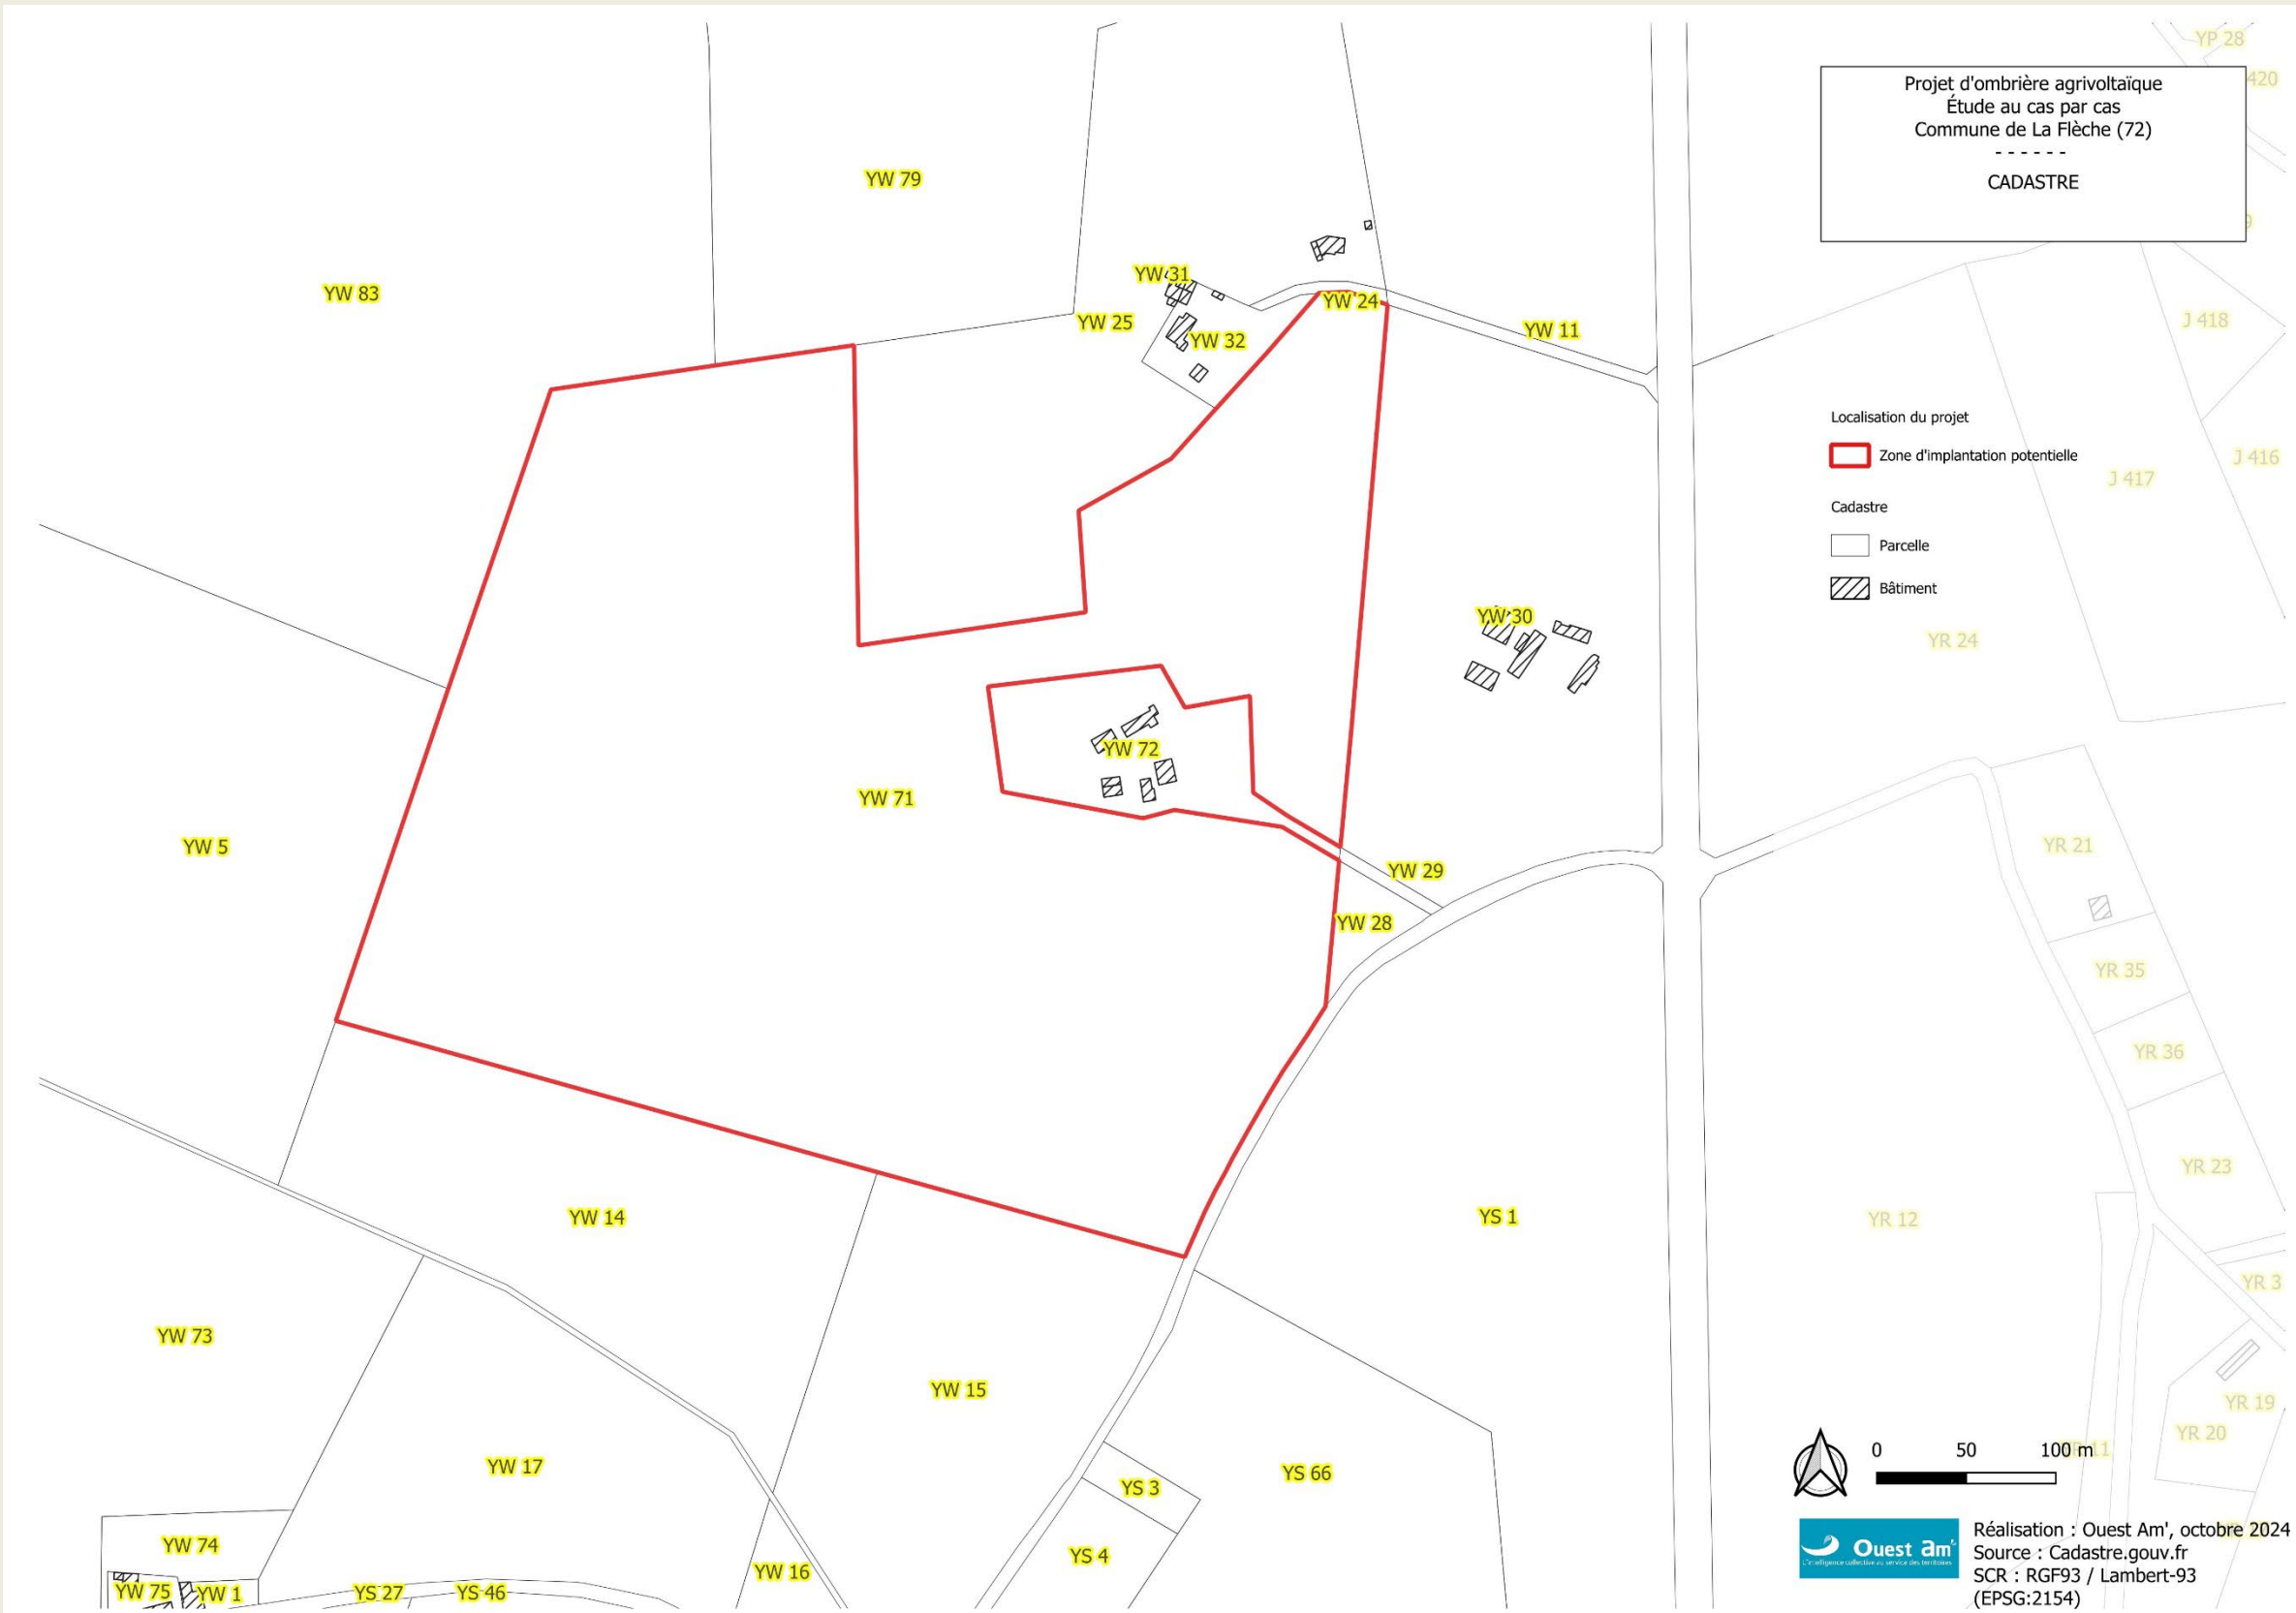 YP 28
420
Projet d'ombrière agrivoltaïque
Étude au cas par cas
Commune de La Flèche (72)
- - - - - -
CADASTRE
YW 79
YW 83
YW 31
YW 24
YW 25
YW 32
YW 11
J 418
Localisation du projet
Zone d'implantation potentielle
J 416
J 417
Cadastre
Parcelle
Bâtiment
YW 30
YR 24
YW 72
YW 71
YW 5
YR 21
YW 29
YW 28
YR 35
YR 36
YR 23
YW 14
YS 1
YR 12
YR 3
YW 73
YW 15
YR 19
YR 20
0 50 100 m
YW 17
YS 66
YS 3
YW 74
YS 4
YW 16
YW 75
YW 1
YS 27
YS 46
Ouest am'
L'intelligence collective au service des territoires
Réalisation : Ouest Am', octobre 2024
Source : Cadastre.gouv.fr
SCR : RGF93 / Lambert-93
(EPSG:2154)